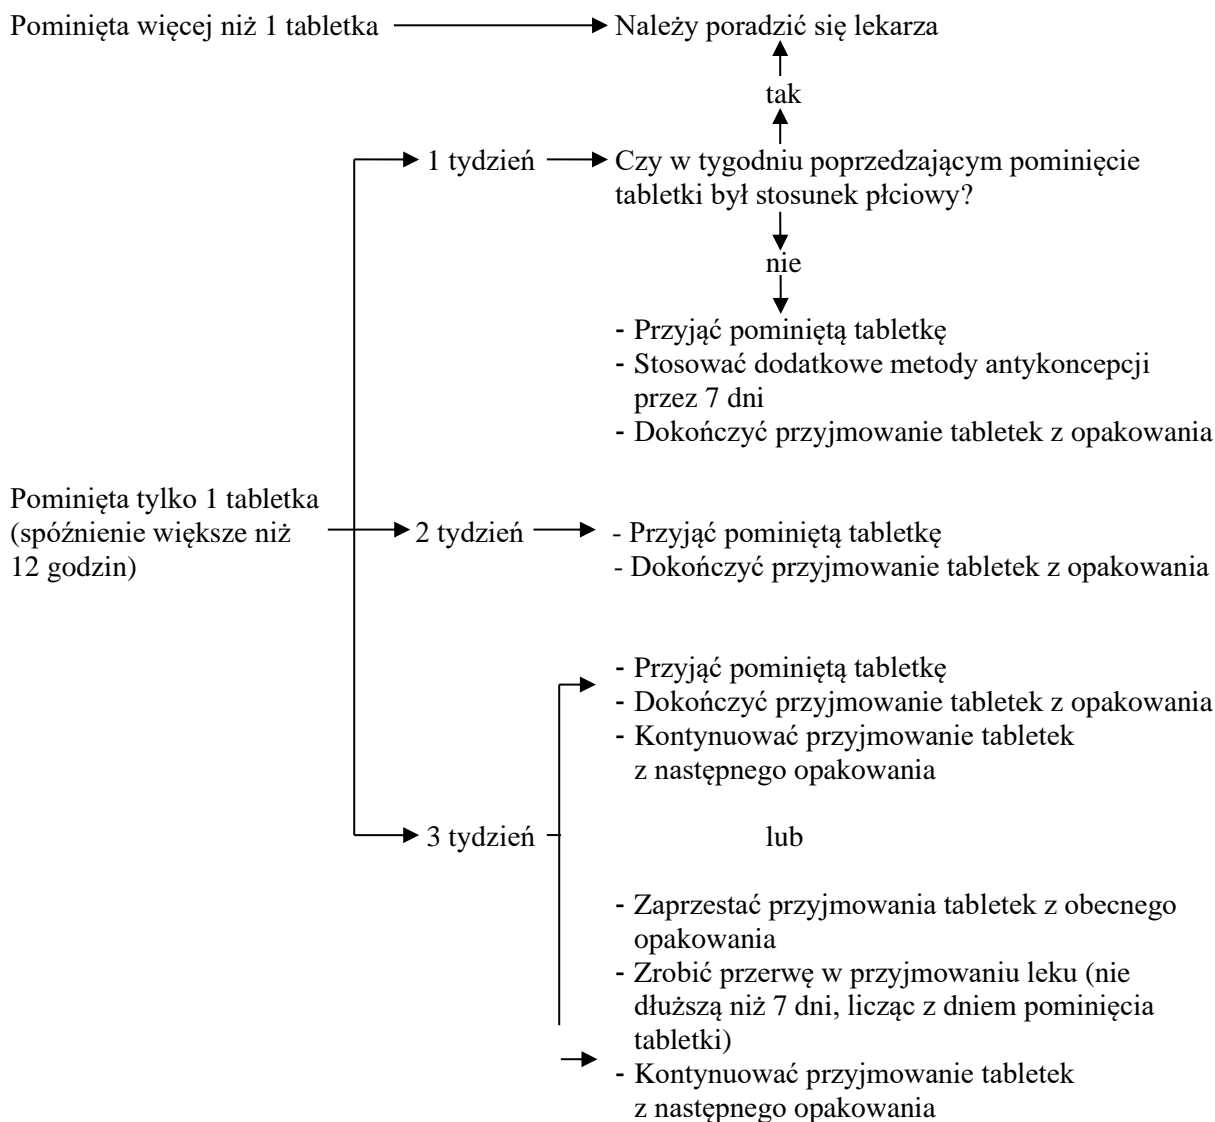 Pominięta więcej niż 1 tabletka
Należy poradzić się lekarza
tak
1 tydzień
Czy w tygodniu poprzedzającym pominięcie
tabletki był stosunek płciowy?
nie
- Przyjąć pominiętą tabletkę
- Stosować dodatkowe metody antykoncepcji
przez 7 dni
- Dokończyć przyjmowanie tabletek z opakowania
Pominięta tylko 1 tabletka
(spóźnienie większe niż
12 godzin)
2 tydzień
- Przyjąć pominiętą tabletkę
- Dokończyć przyjmowanie tabletek z opakowania
- Przyjąć pominiętą tabletkę
- Dokończyć przyjmowanie tabletek z opakowania
- Kontynuować przyjmowanie tabletek
z następnego opakowania
3 tydzień
lub
- Zaprzestać przyjmowania tabletek z obecnego
opakowania
- Zrobić przerwę w przyjmowaniu leku (nie
dłuższą niż 7 dni, licząc z dniem pominięcia
tabletki)
- Kontynuować przyjmowanie tabletek
z następnego opakowania